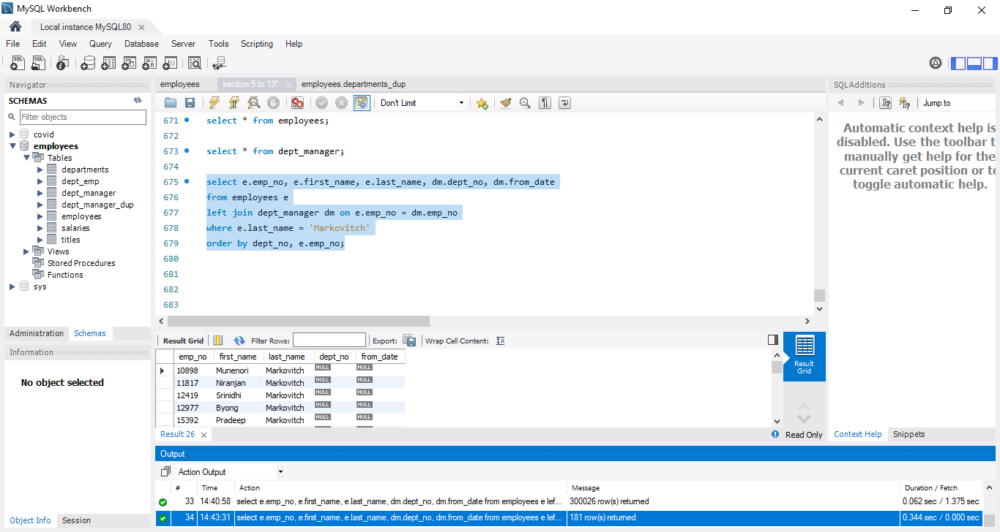 MySQL Workbench
Local instance MySQL80
File Edit View Query Database Server Tools Scripting Help
Navigator
SCHEMAS
Filter objects
covid
employees
Tables
departments
dept_emp
dept_manager
dept_manager_dup
employees
salaries
titles
Views
Stored Procedures
Functions
sys
Administration Schemas
Information
No object selected
Object Info Session
employees section 5 to 13* employees.departments_dup
Don't Limit
671 select * from employees;
672
673 select * from dept_manager;
674
675 select e.emp_no, e.first_name, e.last_name, dm.dept_no, dm.from_date
676 from employees e
677 left join dept_manager dm on e.emp_no = dm.emp_no
678 where e.last_name = 'Markovitch'
679 order by dept_no, e.emp_no;
680
681
682
683
Result Grid Filter Rows: Export: Wrap Cell Content:
emp_no first_name last_name dept_no from_date
10898 Munenori Markovitch NULL NULL
11817 Niranjan Markovitch NULL NULL
12419 Srinidhi Markovitch NULL NULL
12977 Byong Markovitch NULL NULL
15392 Pradeep Markovitch NULL NULL
Result Grid
Result 26
Read Only
SQLAdditions
Jump to
Automatic context help is
disabled. Use the toolbar t
manually get help for the
current caret position or to
toggle automatic help.
Context Help Snippets
Output
Action Output
# Time Action Message Duration / Fetch
33 14:40:58 select e.emp_no, e.first_name, e.last_name, dm.dept_no, dm.from_date from employees e lef... 300026 row(s) returned 0.062 sec / 1.375 sec
34 14:43:31 select e.emp_no, e.first_name, e.last_name, dm.dept_no, dm.from_date from employees e lef... 181 row(s) returned 0.344 sec / 0.000 sec